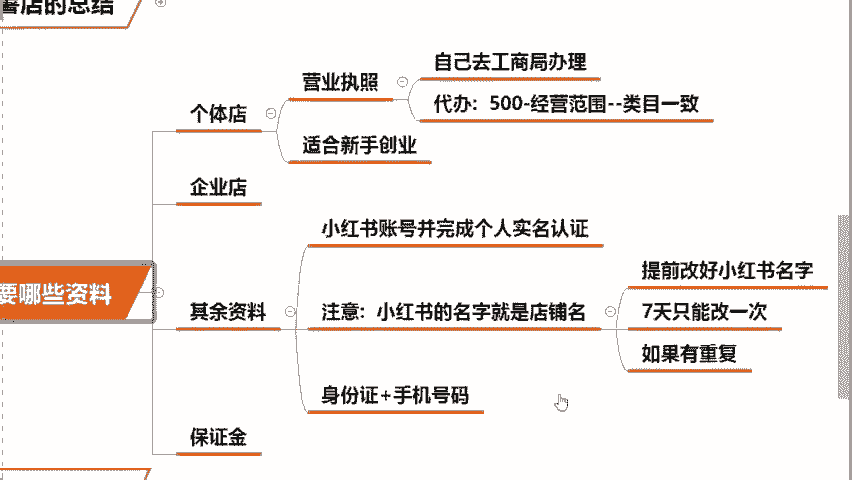 店的总结
要哪些资料
个体店
营业执照
自己去工商局办理
代办：500-经营范围--类目一致
适合新手创业
企业店
其余资料
小红书账号并完成个人实名认证
注意：小红书的名字就是店铺名
提前改好小红书名字
7天只能改一次
如果有重复
身份证+手机号码
保证金